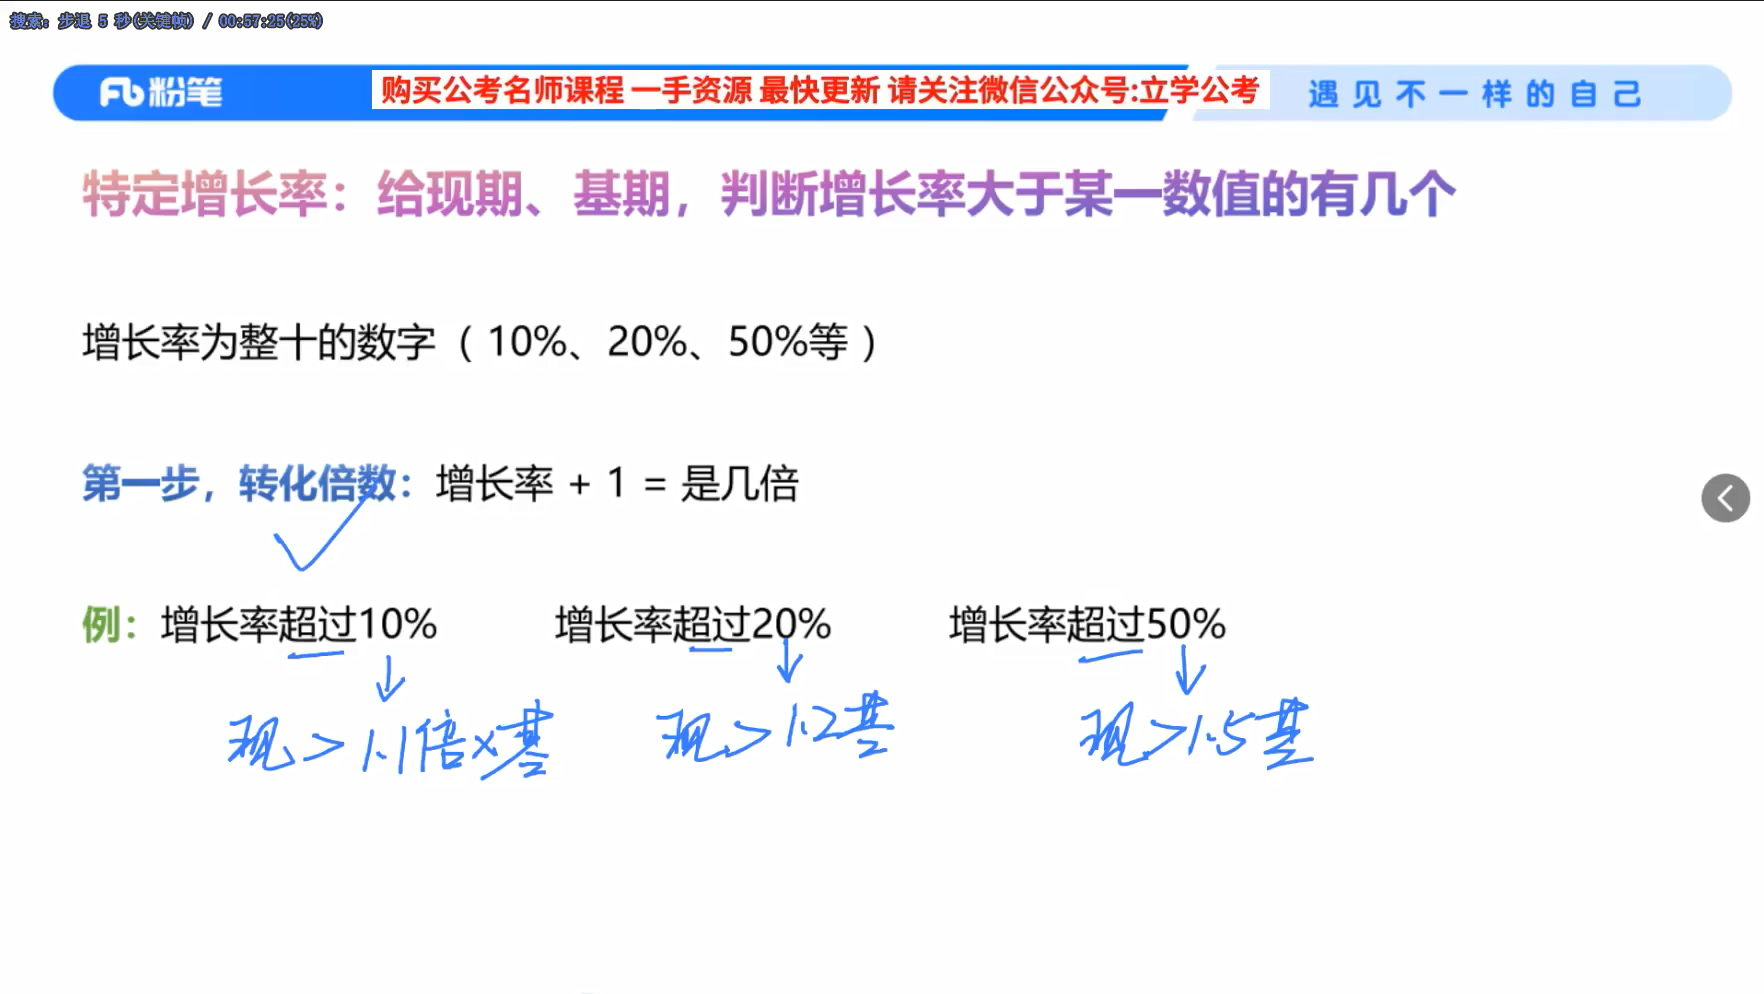 搜索: 步退 5 秒(关键帧) / 00:57:25(25%)
粉笔
购买公考名师课程 一手资源 最快更新 请关注微信公众号:立学公考
遇见不一样的自己
特定增长率：给现期、基期，判断增长率大于某一数值的有几个
增长率为整十的数字（10%、20%、50%等）
第一步，转化倍数：增长率 + 1 = 是几倍
例：增长率超过10% 增长率超过20% 增长率超过50%
现>1.1倍×基 现>1.2基 现>1.5基